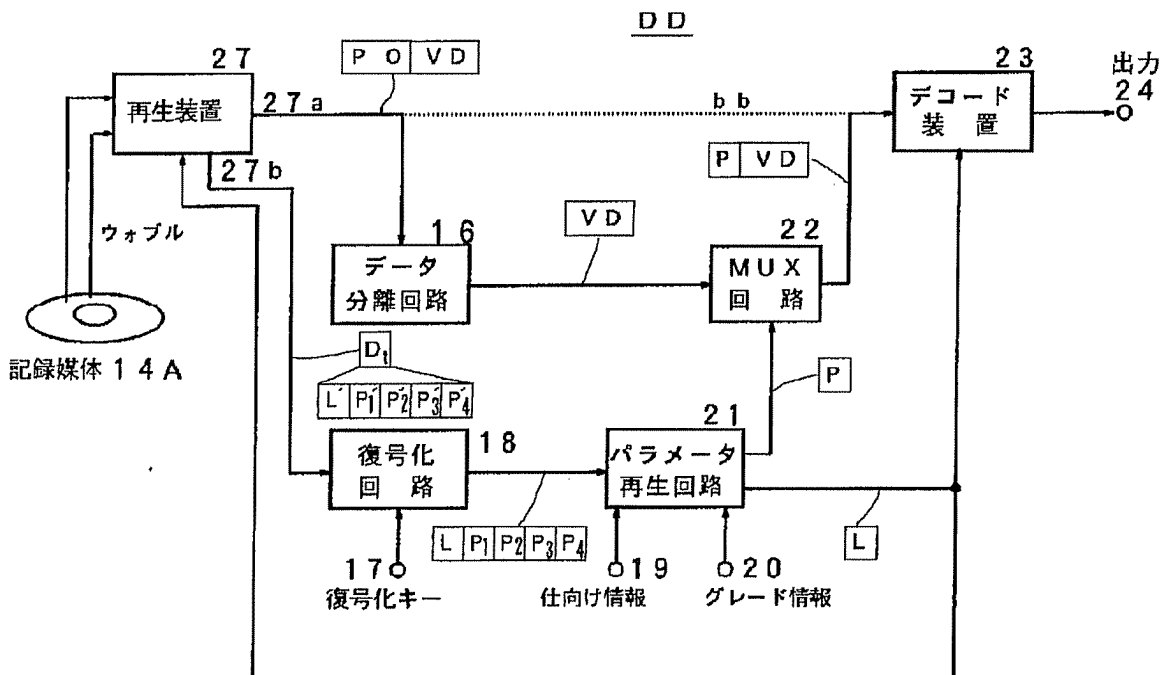 DD
27
再生装置
27a
PO VD
bb
23
デコード
装置
出力
24
27b
P VD
ウォブル
VD
16
データ
分離回路
22
MUX
回路
記録媒体 14A
Dt
L' P1' P2' P3' P4'
P
18
復号化
回路
21
パラメータ
再生回路
L P1 P2 P3 P4
L
17
復号化キー
19
仕向け情報
20
グレード情報